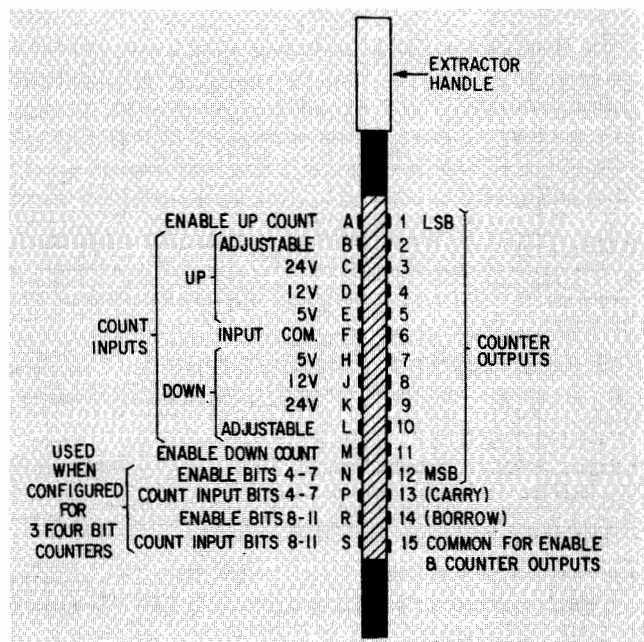 EXTRACTOR
HANDLE
ENABLE UP COUNT A 1 LSB
ADJUSTABLE B 2
24V C 3
UP
12V D 4
5V E 5
COUNT
INPUTS
INPUT COM. F 6
COUNTER
OUTPUTS
5V H 7
12V J 8
DOWN
24V K 9
ADJUSTABLE L 10
ENABLE DOWN COUNT M 11
USED
WHEN
CONFIGURED
FOR
3 FOUR BIT
COUNTERS
ENABLE BITS 4-7 N 12 MSB
COUNT INPUT BITS 4-7 P 13 (CARRY)
ENABLE BITS 8-11 R 14 (BORROW)
COUNT INPUT BITS 8-11 S 15 COMMON FOR ENABLE
& COUNTER OUTPUTS